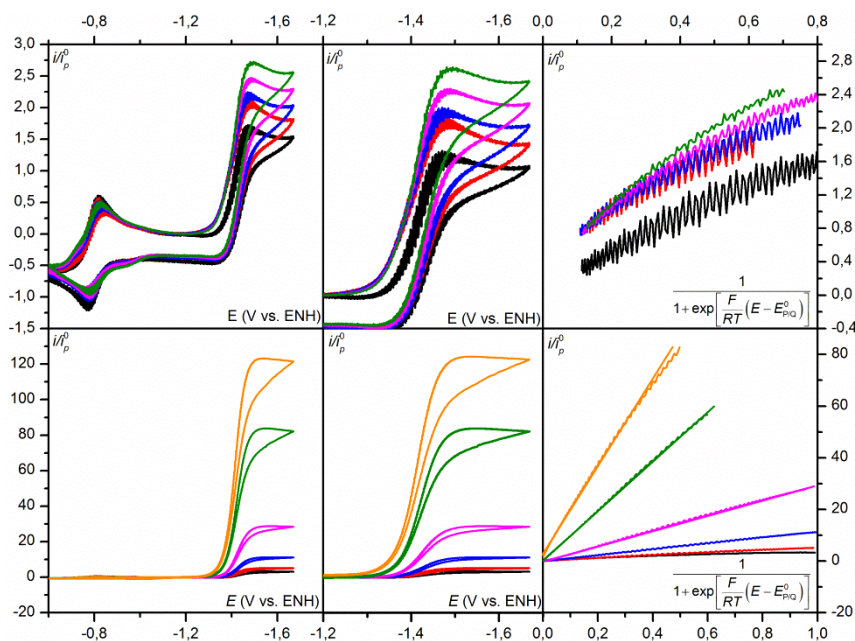 -0,8 -1,2 -1,6
-1,2 -1,4 -1,6
0,0 0,2 0,4 0,6 0,8
3,0
2,5
2,0
1,5
1,0
0,5
0,0
-0,5
-1,0
-1,5
i/i⁰ₚ
E (V vs. ENH)
i/i⁰ₚ
E (V vs. ENH)
i/i⁰ₚ
1
1+exp[F/RT(E−E⁰P/Q)]
2,8
2,4
2,0
1,6
1,2
0,8
0,4
0,0
-0,4
120
100
80
60
40
20
0
-20
i/i⁰ₚ
E (V vs. ENH)
i/i⁰ₚ
E (V vs. ENH)
i/i⁰ₚ
1
1+exp[F/RT(E−E⁰P/Q)]
80
60
40
20
0
-20
-0,8 -1,2 -1,6
-1,2 -1,4 -1,6
0,0 0,2 0,4 0,6 0,8 1,0